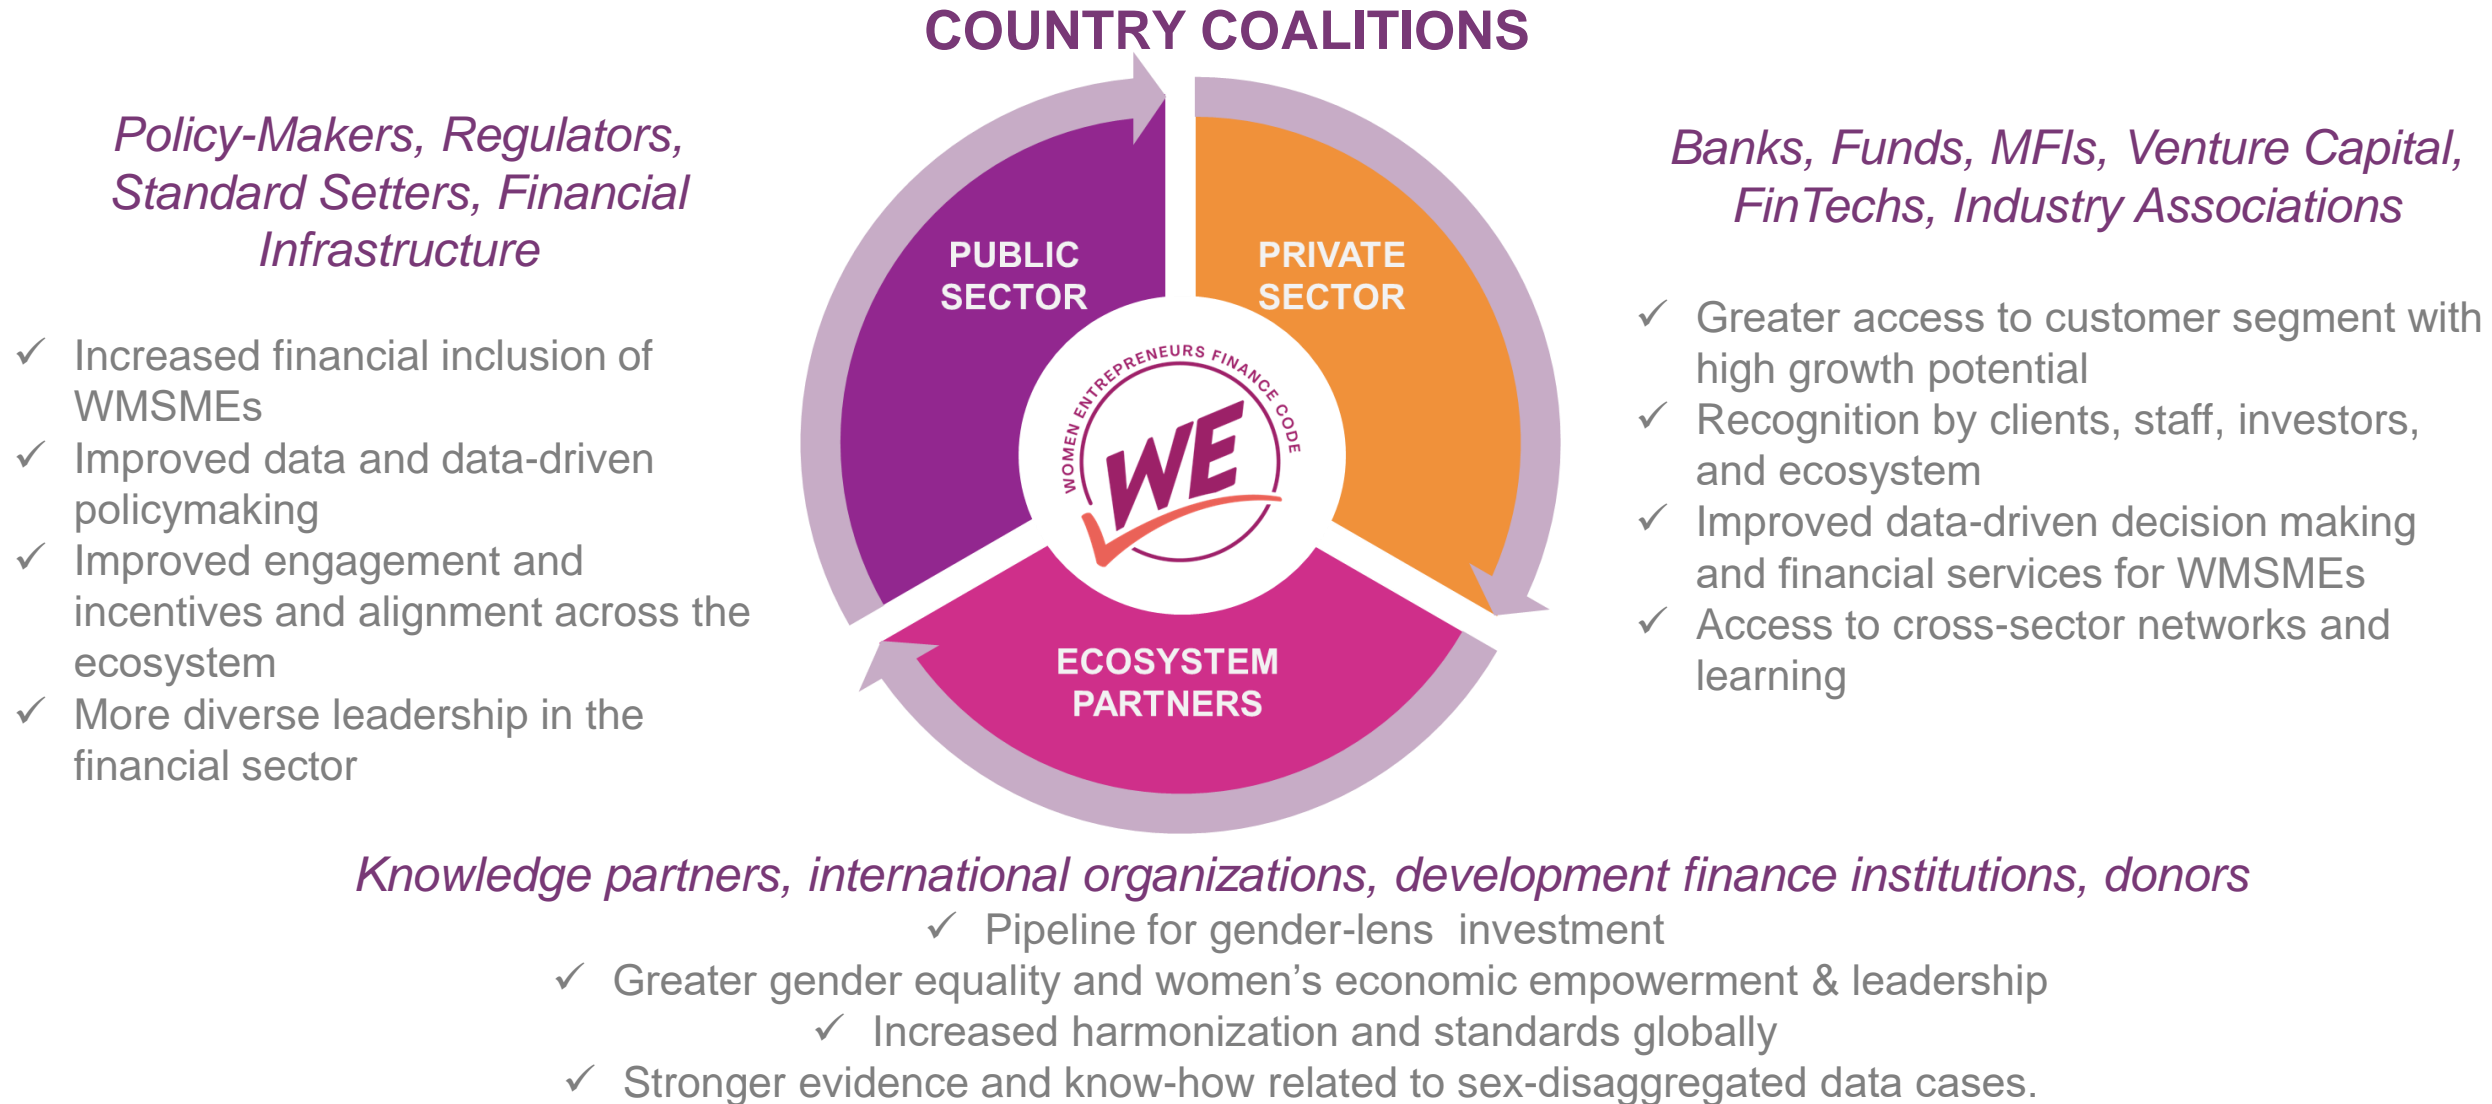 COUNTRY COALITIONS
Policy-Makers, Regulators,
Standard Setters, Financial
Infrastructure
✓ Increased financial inclusion of
WMSMEs
✓ Improved data and data-driven
policymaking
✓ Improved engagement and
incentives and alignment across the
ecosystem
✓ More diverse leadership in the
financial sector
PUBLIC
SECTOR
PRIVATE
SECTOR
WOMEN ENTREPRENEURS FINANCE CODE
WE
ECOSYSTEM
PARTNERS
Banks, Funds, MFIs, Venture Capital,
FinTechs, Industry Associations
✓ Greater access to customer segment with
high growth potential
✓ Recognition by clients, staff, investors,
and ecosystem
✓ Improved data-driven decision making
and financial services for WMSMEs
✓ Access to cross-sector networks and
learning
Knowledge partners, international organizations, development finance institutions, donors
✓ Pipeline for gender-lens investment
✓ Greater gender equality and women’s economic empowerment & leadership
✓ Increased harmonization and standards globally
✓ Stronger evidence and know-how related to sex-disaggregated data cases.